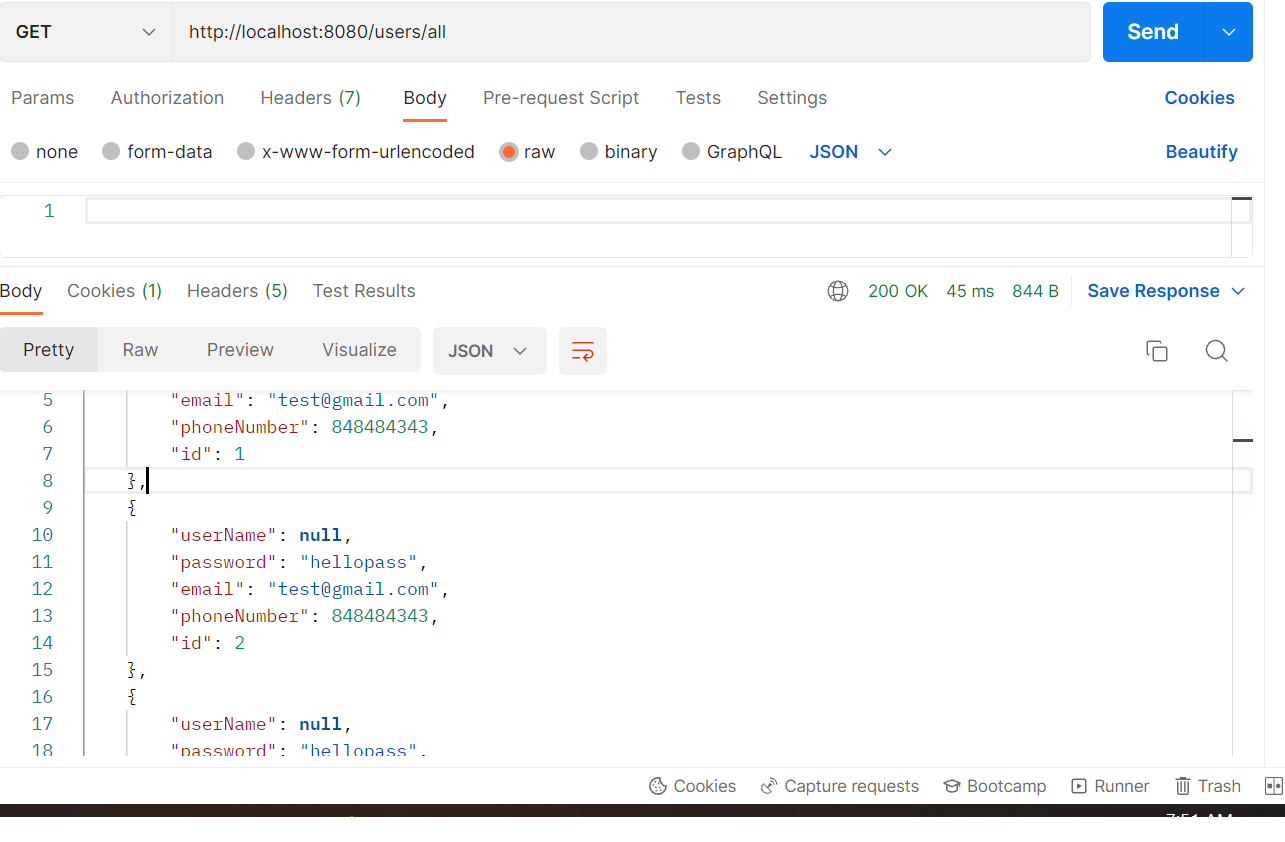 GET http://localhost:8080/users/all Send
Params Authorization Headers (7) Body Pre-request Script Tests Settings Cookies
none form-data x-www-form-urlencoded raw binary GraphQL JSON Beautify
1
Body Cookies (1) Headers (5) Test Results 200 OK 45 ms 844 B Save Response
Pretty Raw Preview Visualize JSON
5 "email": "test@gmail.com",
6 "phoneNumber": 848484343,
7 "id": 1
8 },
9 {
10 "userName": null,
11 "password": "hellopass",
12 "email": "test@gmail.com",
13 "phoneNumber": 848484343,
14 "id": 2
15 },
16 {
17 "userName": null,
18 "password": "hellopass",
Cookies Capture requests Bootcamp Runner Trash
7:51 AM